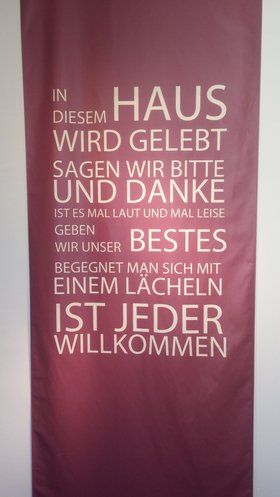 IN
DIESEM HAUS
WIRD GELEBT
SAGEN WIR BITTE
UND DANKE
IST ES MAL LAUT UND MAL LEISE
GEBEN
WIR UNSER BESTES
BEGEGNET MAN SICH MIT
EINEM LÄCHELN
IST JEDER
WILLKOMMEN